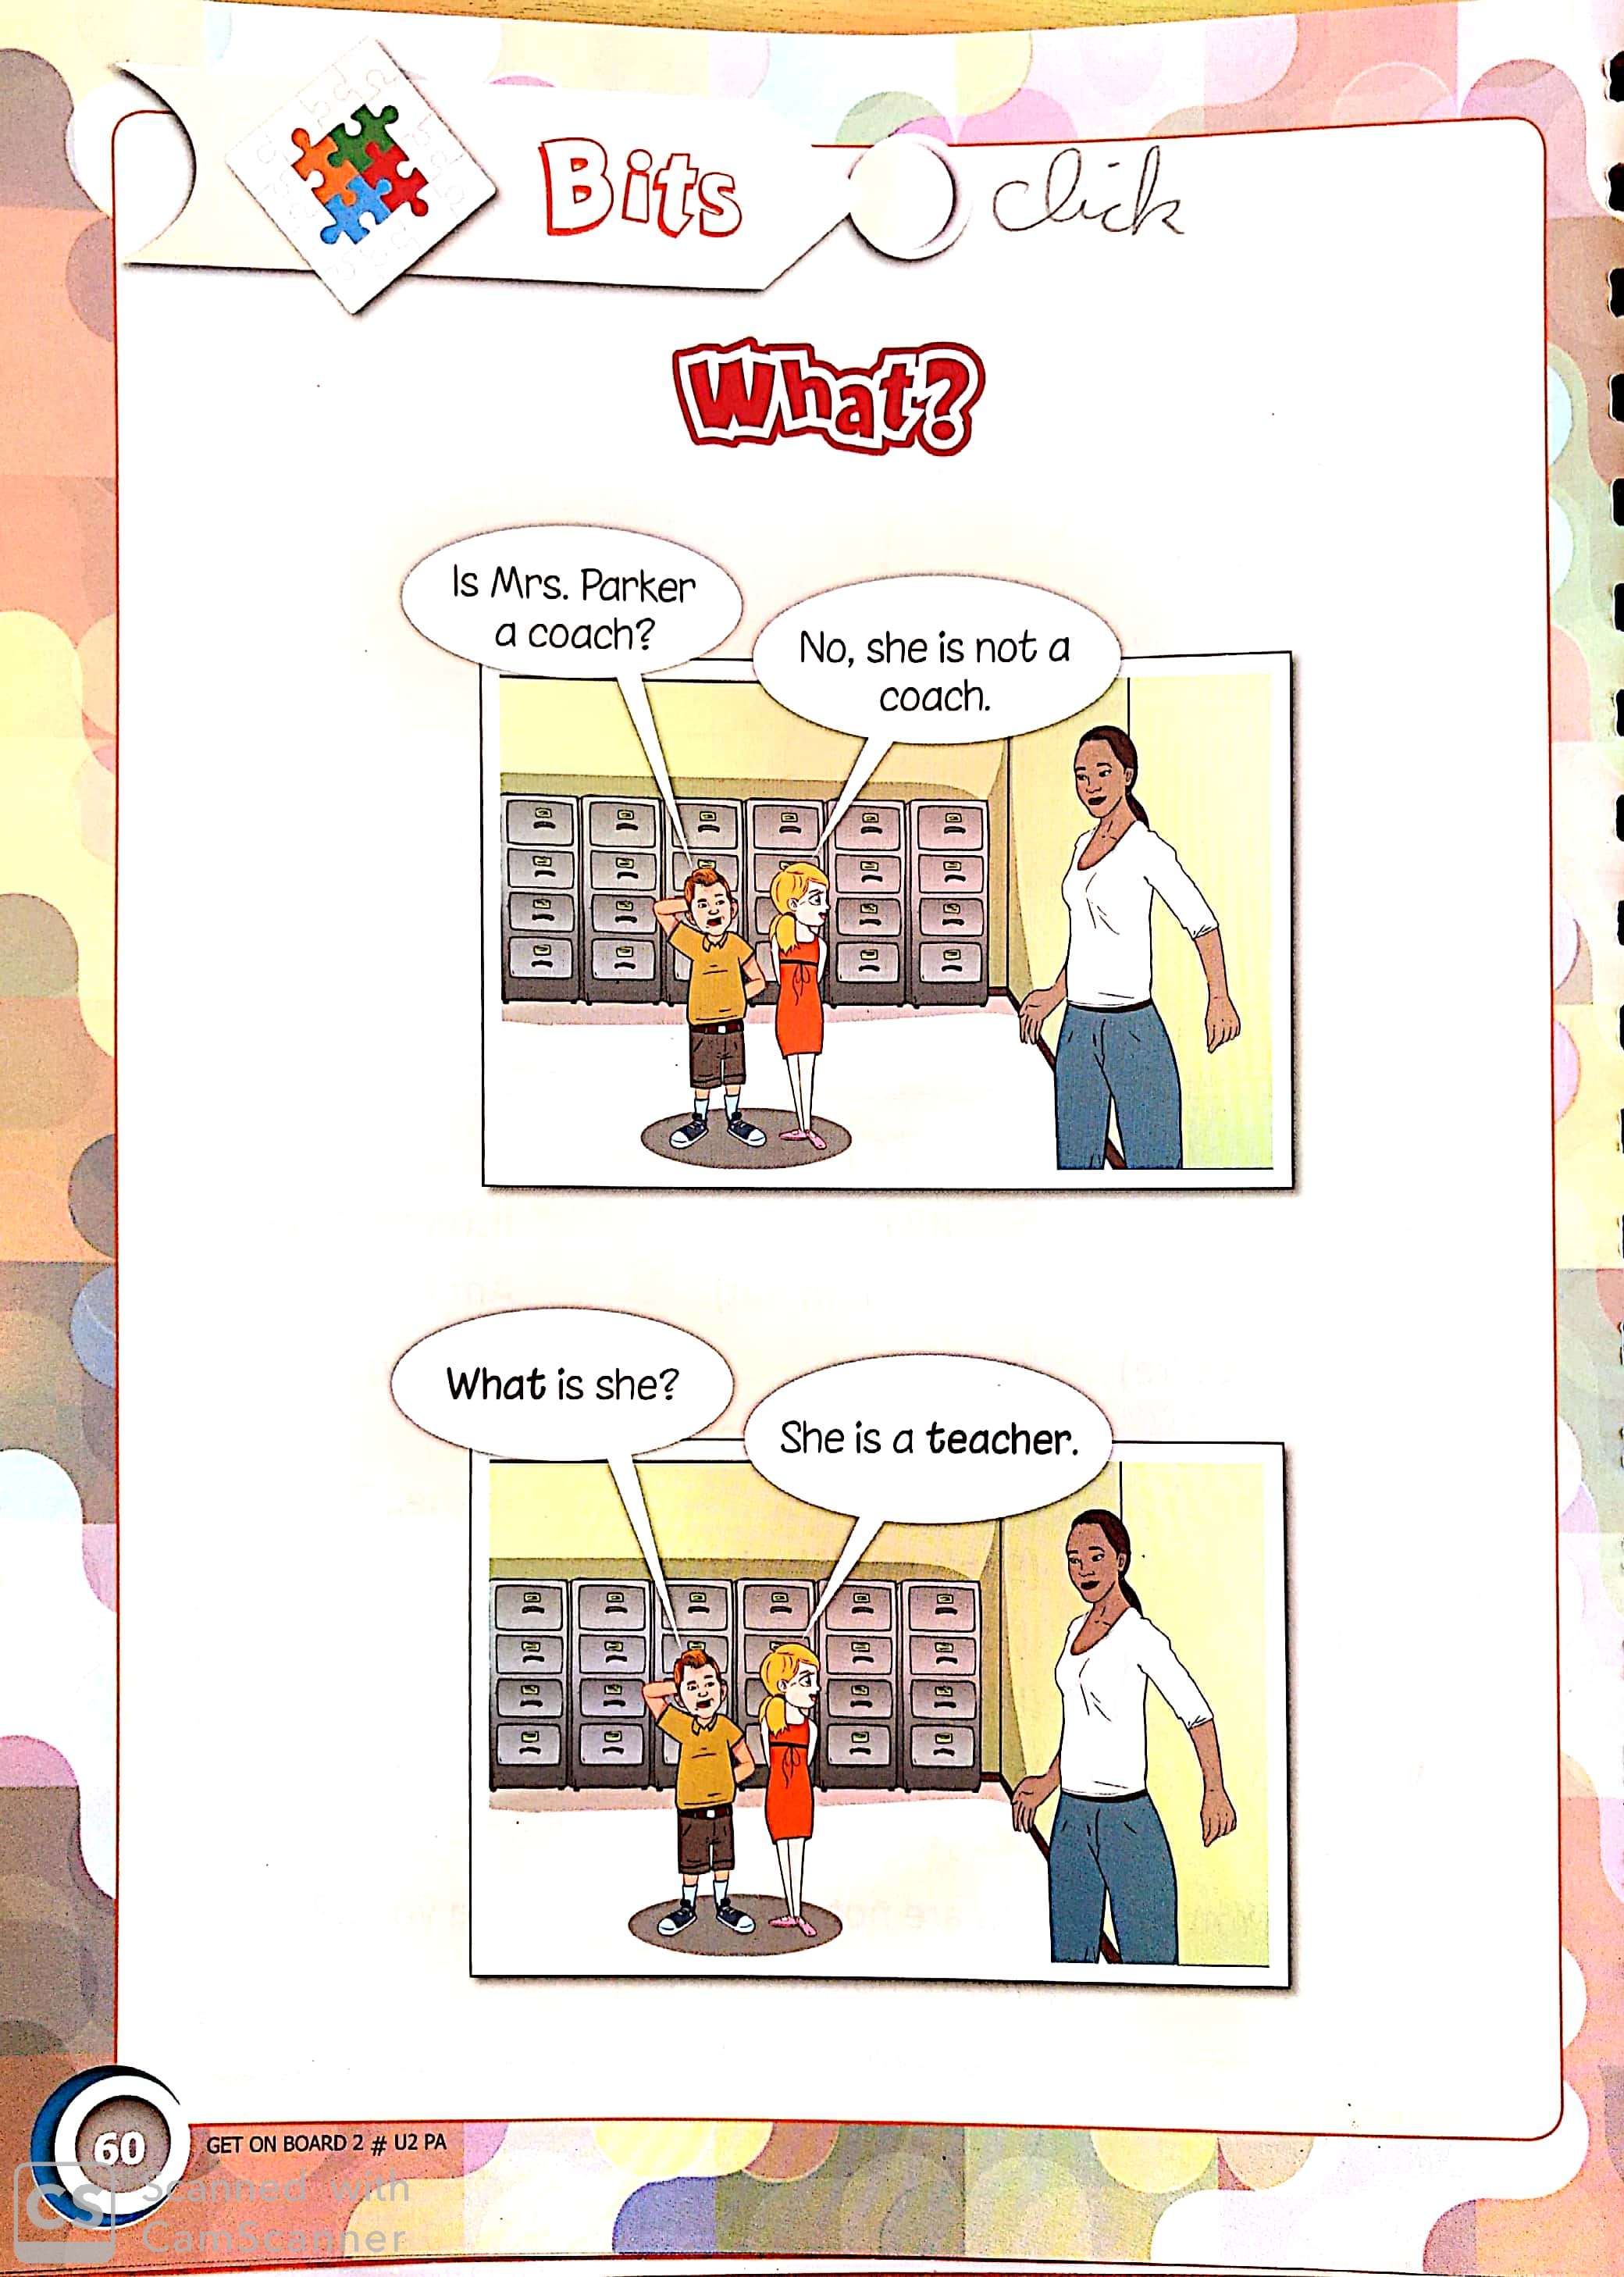 Bits
click
What?
Is Mrs. Parker
a coach?
No, she is not a
coach.
What is she?
She is a teacher.
60
GET ON BOARD 2 # U2 PA
CS
Scanned with
CamScanner